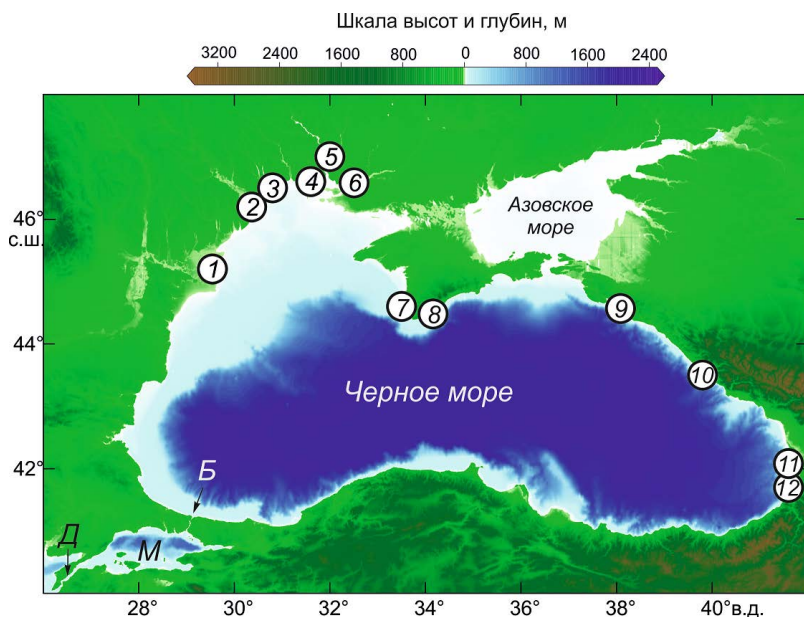 Шкала высот и глубин, м
3200 2400 1600 800 0 800 1600 2400
5
3 4 6
2
46°
с.ш.
Азовское
море
1
7 8 9
44°
10
Черное море
42°
11
12
Б
Д
М
28° 30° 32° 34° 36° 38° 40°в.д.